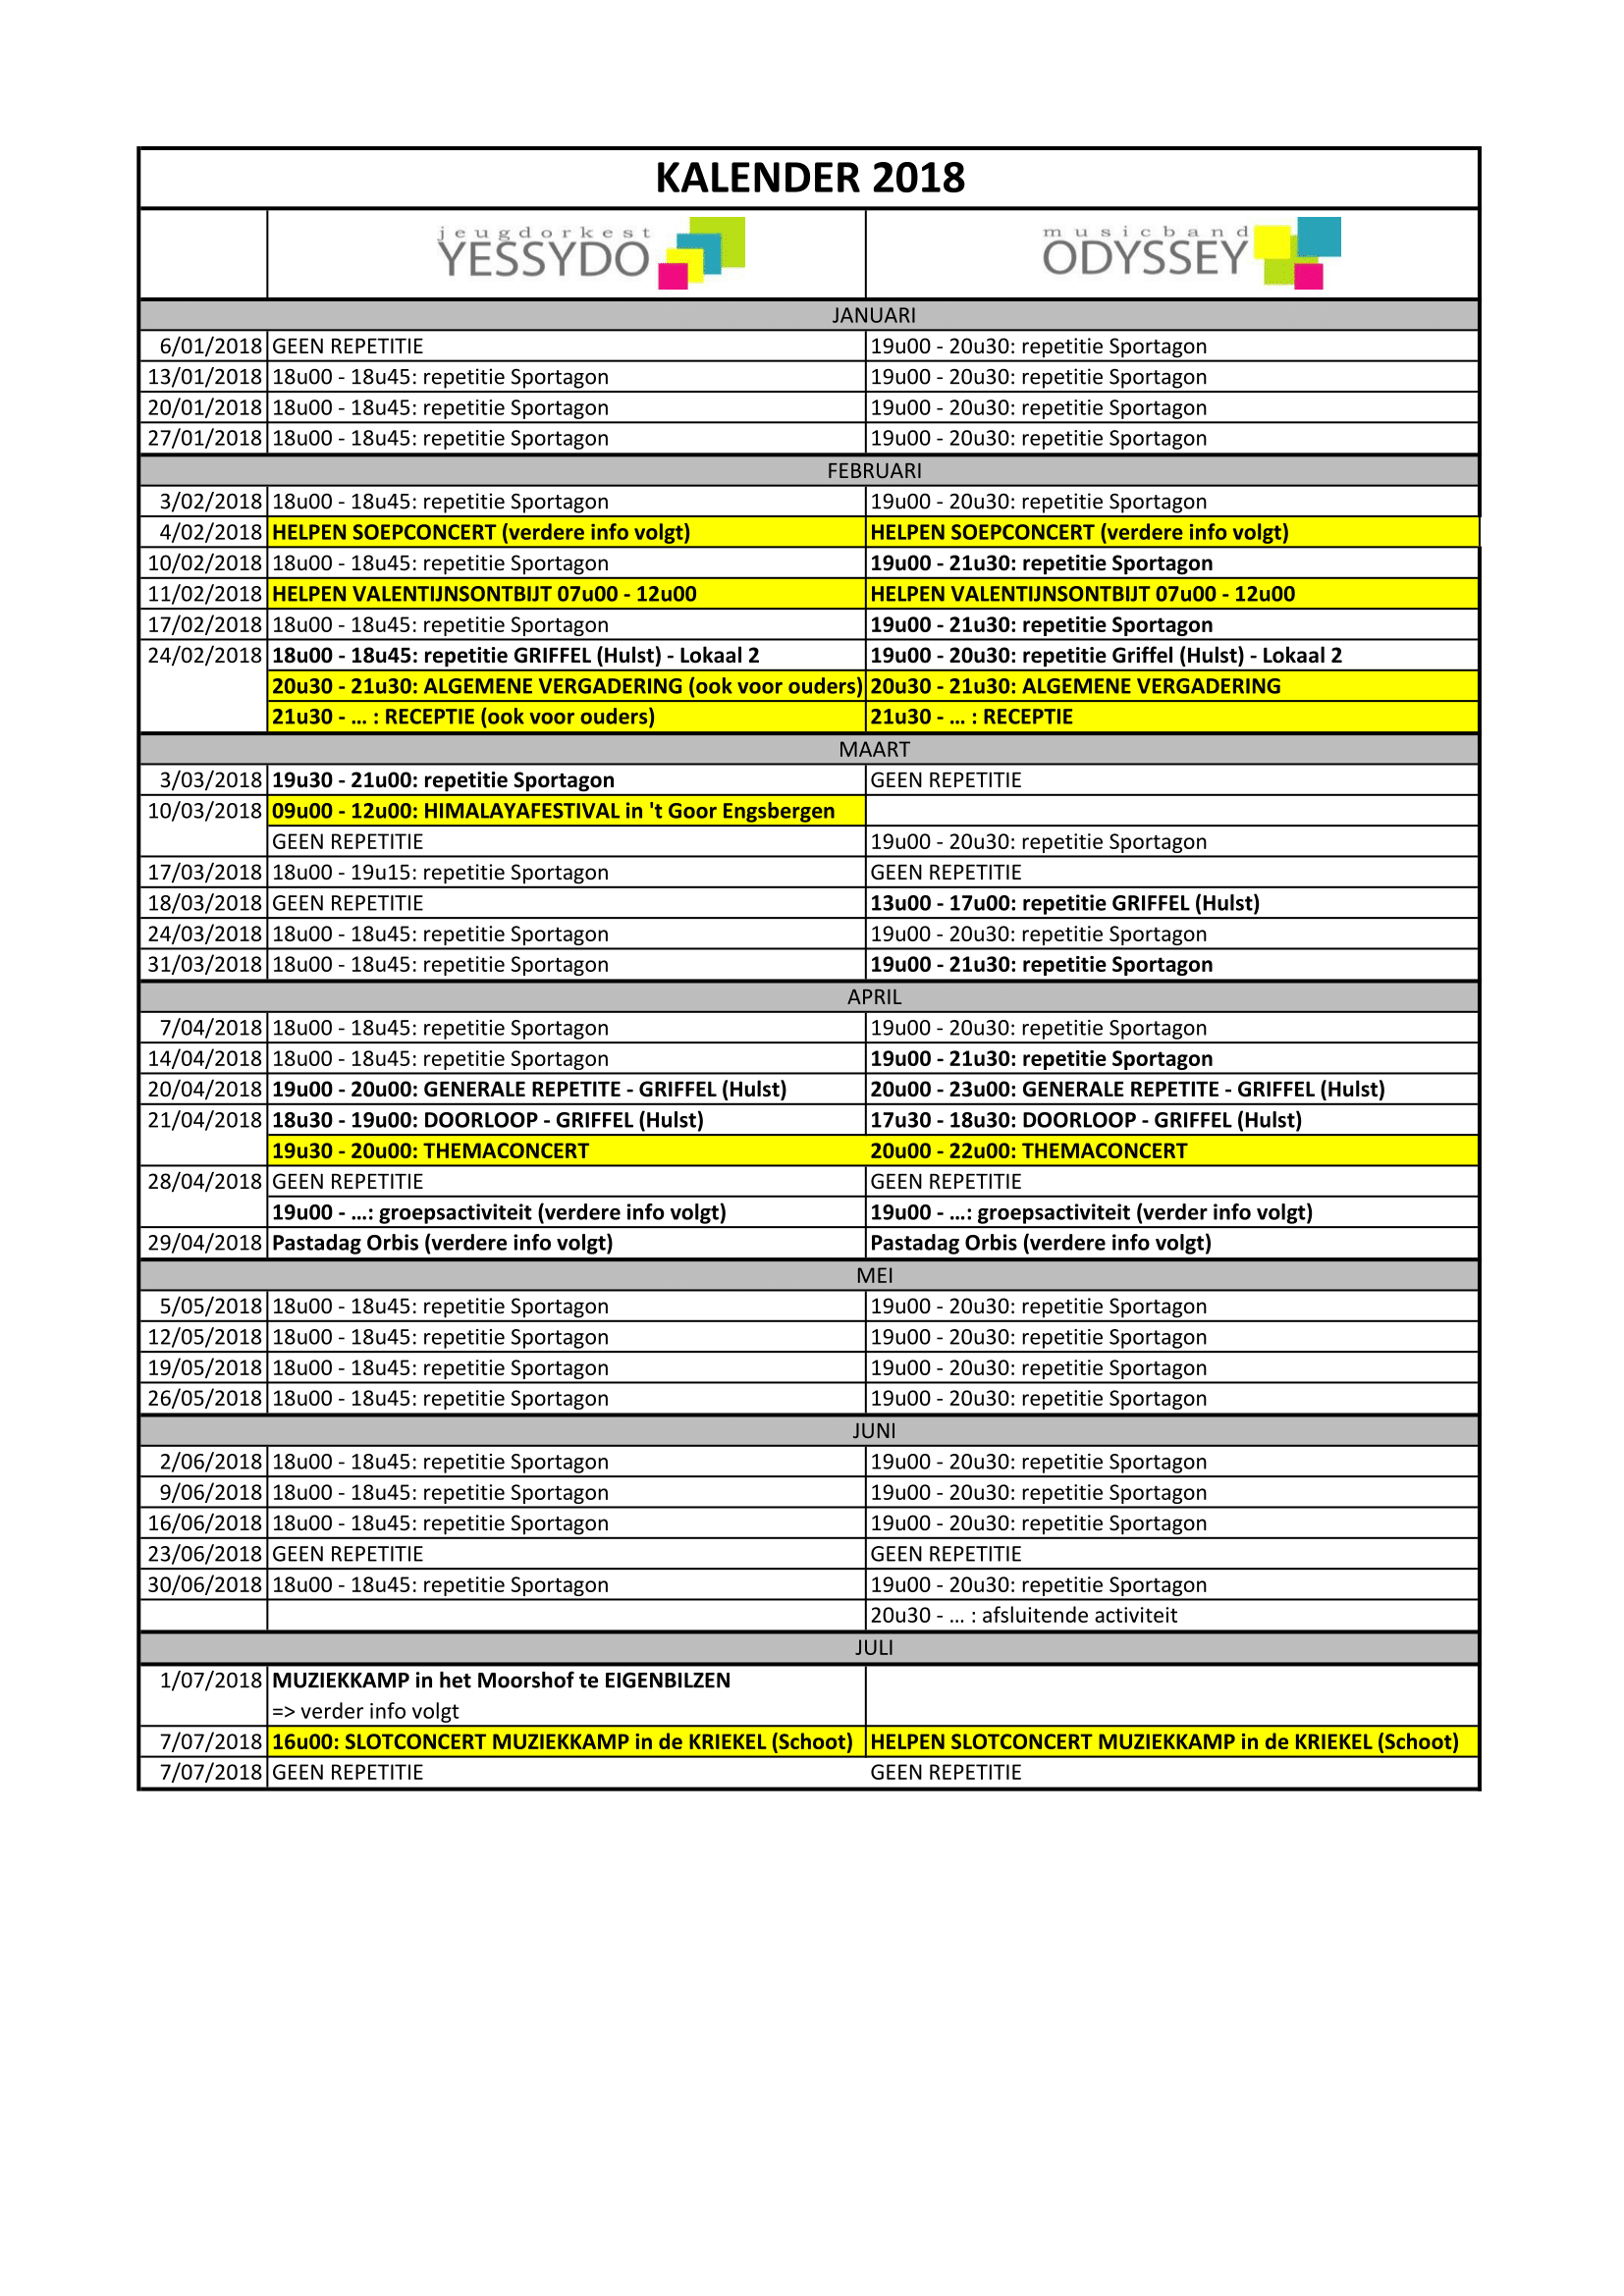 KALENDER 2018
jeugdorkest musicband
YESSYDO ODYSSEY
JANUARI
6/01/2018 GEEN REPETITIE 19u00 - 20u30: repetitie Sportagon
13/01/2018 18u00 - 18u45: repetitie Sportagon 19u00 - 20u30: repetitie Sportagon
20/01/2018 18u00 - 18u45: repetitie Sportagon 19u00 - 20u30: repetitie Sportagon
27/01/2018 18u00 - 18u45: repetitie Sportagon 19u00 - 20u30: repetitie Sportagon
FEBRUARI
3/02/2018 18u00 - 18u45: repetitie Sportagon 19u00 - 20u30: repetitie Sportagon
4/02/2018 HELPEN SOEPCONCERT (verdere info volgt) HELPEN SOEPCONCERT (verdere info volgt)
10/02/2018 18u00 - 18u45: repetitie Sportagon 19u00 - 21u30: repetitie Sportagon
11/02/2018 HELPEN VALENTIJNSONTBIJT 07u00 - 12u00 HELPEN VALENTIJNSONTBIJT 07u00 - 12u00
17/02/2018 18u00 - 18u45: repetitie Sportagon 19u00 - 21u30: repetitie Sportagon
24/02/2018 18u00 - 18u45: repetitie GRIFFEL (Hulst) - Lokaal 2 19u00 - 20u30: repetitie Griffel (Hulst) - Lokaal 2
20u30 - 21u30: ALGEMENE VERGADERING (ook voor ouders) 20u30 - 21u30: ALGEMENE VERGADERING
21u30 - ... : RECEPTIE (ook voor ouders) 21u30 - ... : RECEPTIE
MAART
3/03/2018 19u30 - 21u00: repetitie Sportagon GEEN REPETITIE
10/03/2018 09u00 - 12u00: HIMALAYAFESTIVAL in 't Goor Engsbergen
GEEN REPETITIE 19u00 - 20u30: repetitie Sportagon
17/03/2018 18u00 - 19u15: repetitie Sportagon GEEN REPETITIE
18/03/2018 GEEN REPETITIE 13u00 - 17u00: repetitie GRIFFEL (Hulst)
24/03/2018 18u00 - 18u45: repetitie Sportagon 19u00 - 20u30: repetitie Sportagon
31/03/2018 18u00 - 18u45: repetitie Sportagon 19u00 - 21u30: repetitie Sportagon
APRIL
7/04/2018 18u00 - 18u45: repetitie Sportagon 19u00 - 20u30: repetitie Sportagon
14/04/2018 18u00 - 18u45: repetitie Sportagon 19u00 - 21u30: repetitie Sportagon
20/04/2018 19u00 - 20u00: GENERALE REPETITE - GRIFFEL (Hulst) 20u00 - 23u00: GENERALE REPETITE - GRIFFEL (Hulst)
21/04/2018 18u30 - 19u00: DOORLOOP - GRIFFEL (Hulst) 17u30 - 18u30: DOORLOOP - GRIFFEL (Hulst)
19u30 - 20u00: THEMACONCERT 20u00 - 22u00: THEMACONCERT
28/04/2018 GEEN REPETITIE GEEN REPETITIE
19u00 - ...: groepsactiviteit (verdere info volgt) 19u00 - ...: groepsactiviteit (verder info volgt)
29/04/2018 Pastadag Orbis (verdere info volgt) Pastadag Orbis (verdere info volgt)
MEI
5/05/2018 18u00 - 18u45: repetitie Sportagon 19u00 - 20u30: repetitie Sportagon
12/05/2018 18u00 - 18u45: repetitie Sportagon 19u00 - 20u30: repetitie Sportagon
19/05/2018 18u00 - 18u45: repetitie Sportagon 19u00 - 20u30: repetitie Sportagon
26/05/2018 18u00 - 18u45: repetitie Sportagon 19u00 - 20u30: repetitie Sportagon
JUNI
2/06/2018 18u00 - 18u45: repetitie Sportagon 19u00 - 20u30: repetitie Sportagon
9/06/2018 18u00 - 18u45: repetitie Sportagon 19u00 - 20u30: repetitie Sportagon
16/06/2018 18u00 - 18u45: repetitie Sportagon 19u00 - 20u30: repetitie Sportagon
23/06/2018 GEEN REPETITIE GEEN REPETITIE
30/06/2018 18u00 - 18u45: repetitie Sportagon 19u00 - 20u30: repetitie Sportagon
20u30 - ... : afsluitende activiteit
JULI
1/07/2018 MUZIEKKAMP in het Moorshof te EIGENBILZEN
=> verder info volgt
7/07/2018 16u00: SLOTCONCERT MUZIEKKAMP in de KRIEKEL (Schoot) HELPEN SLOTCONCERT MUZIEKKAMP in de KRIEKEL (Schoot)
7/07/2018 GEEN REPETITIE GEEN REPETITIE